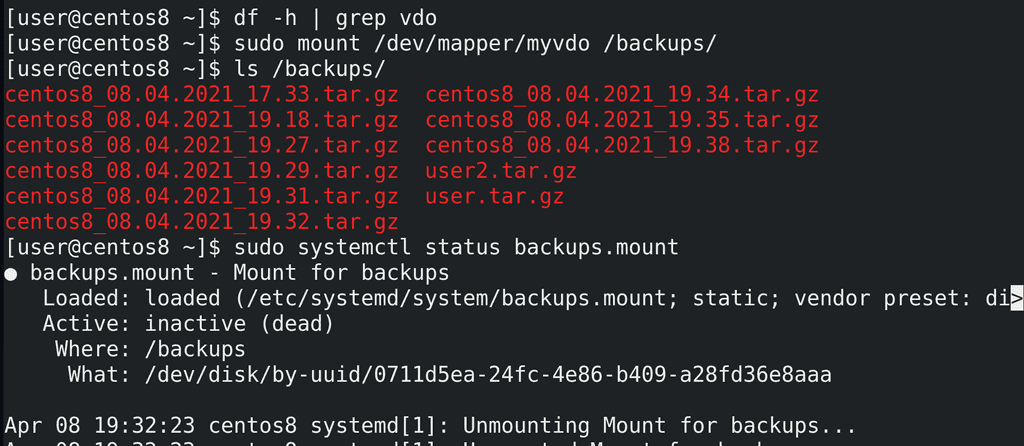 [user@centos8 ~]$ df -h | grep vdo
[user@centos8 ~]$ sudo mount /dev/mapper/myvdo /backups/
[user@centos8 ~]$ ls /backups/
centos8_08.04.2021_17.33.tar.gz  centos8_08.04.2021_19.34.tar.gz
centos8_08.04.2021_19.18.tar.gz  centos8_08.04.2021_19.35.tar.gz
centos8_08.04.2021_19.27.tar.gz  centos8_08.04.2021_19.38.tar.gz
centos8_08.04.2021_19.29.tar.gz  user2.tar.gz
centos8_08.04.2021_19.31.tar.gz  user.tar.gz
centos8_08.04.2021_19.32.tar.gz
[user@centos8 ~]$ sudo systemctl status backups.mount
● backups.mount - Mount for backups
   Loaded: loaded (/etc/systemd/system/backups.mount; static; vendor preset: di>
   Active: inactive (dead)
    Where: /backups
     What: /dev/disk/by-uuid/0711d5ea-24fc-4e86-b409-a28fd36e8aaa
Apr 08 19:32:23 centos8 systemd[1]: Unmounting Mount for backups...